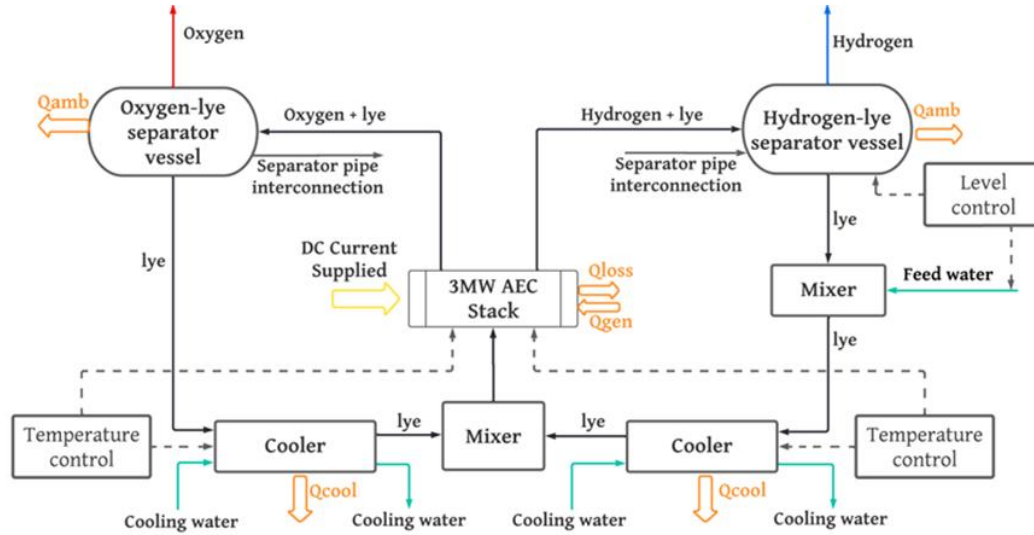 Oxygen
Hydrogen
Qamb
Oxygen-lye
separator
vessel
Oxygen + lye
Separator pipe
interconnection
Hydrogen + lye
Separator pipe
interconnection
Hydrogen-lye
separator vessel
Qamb
Level
control
lye
lye
DC Current
Supplied
3MW AEC
Stack
Qloss
Qgen
Mixer
Feed water
lye
Temperature
control
Cooler
lye
Mixer
lye
Cooler
Temperature
control
Qcool
Qcool
Cooling water
Cooling water
Cooling water
Cooling water